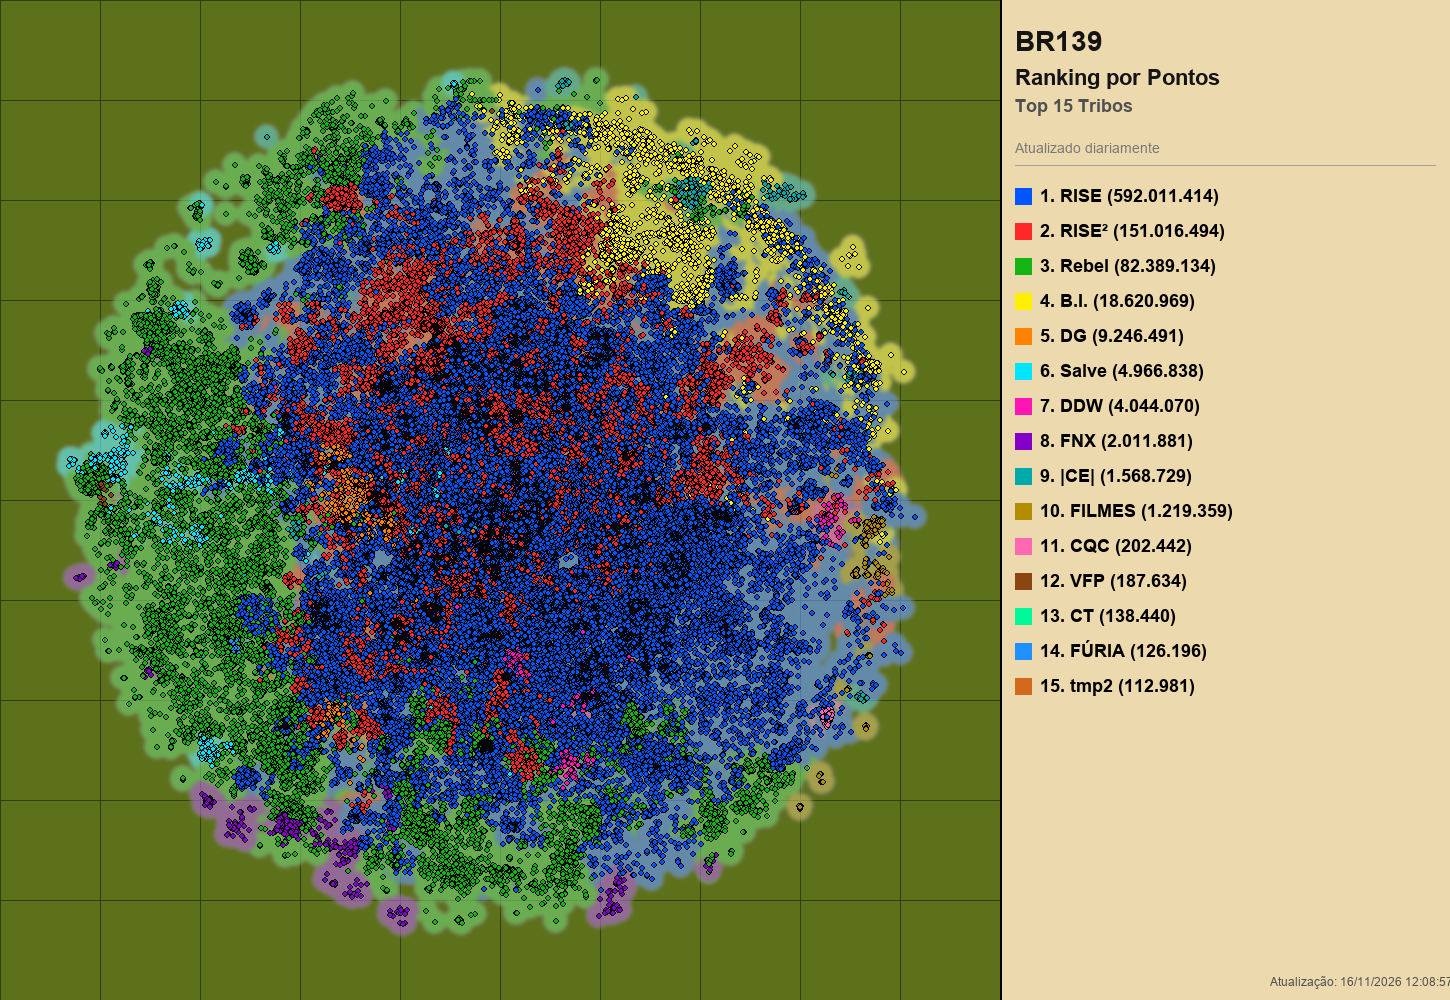 BR139
Ranking por Pontos
Top 15 Tribos
Atualizado diariamente
1. RISE (592.011.414)
2. RISE² (151.016.494)
3. Rebel (82.389.134)
4. B.I. (18.620.969)
5. DG (9.246.491)
6. Salve (4.966.838)
7. DDW (4.044.070)
8. FNX (2.011.881)
9. |CE| (1.568.729)
10. FILMES (1.219.359)
11. CQC (202.442)
12. VFP (187.634)
13. CT (138.440)
14. FÚRIA (126.196)
15. tmp2 (112.981)
Atualização: 16/11/2026 12:08:57